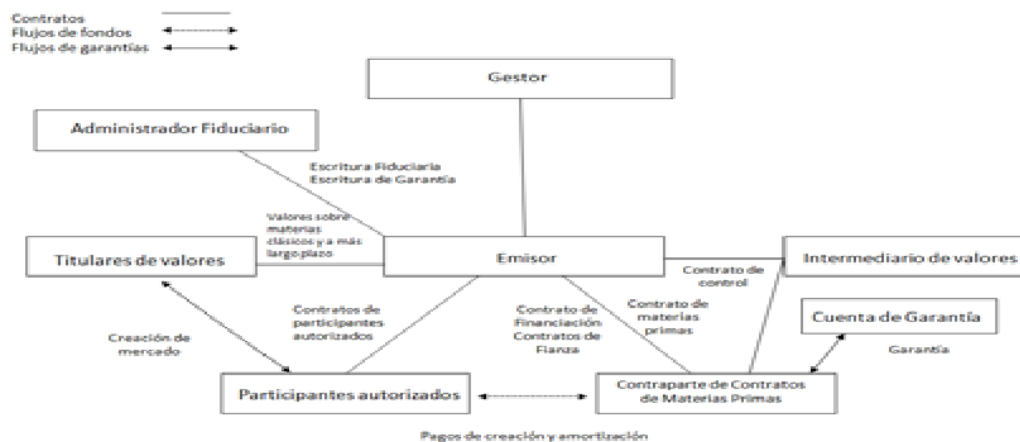 Contratos
Flujos de fondos
Flujos de garantías
Gestor
Administrador Fiduciario
Escritura Fiduciaria
Escritura de Garantía
Valores sobre
materias
clásicos y a más
largo plazo
Titulares de valores
Emisor
Intermediario de valores
Contrato de
control
Contratos de
participantes
autorizados
Contrato de
Financiación
Contratos de
Fianza
Contrato de
materias
primas
Cuenta de Garantía
Creación de
mercado
Garantía
Participantes autorizados
Contraparte de Contratos
de Materias Primas
Pagos de creación y amortización